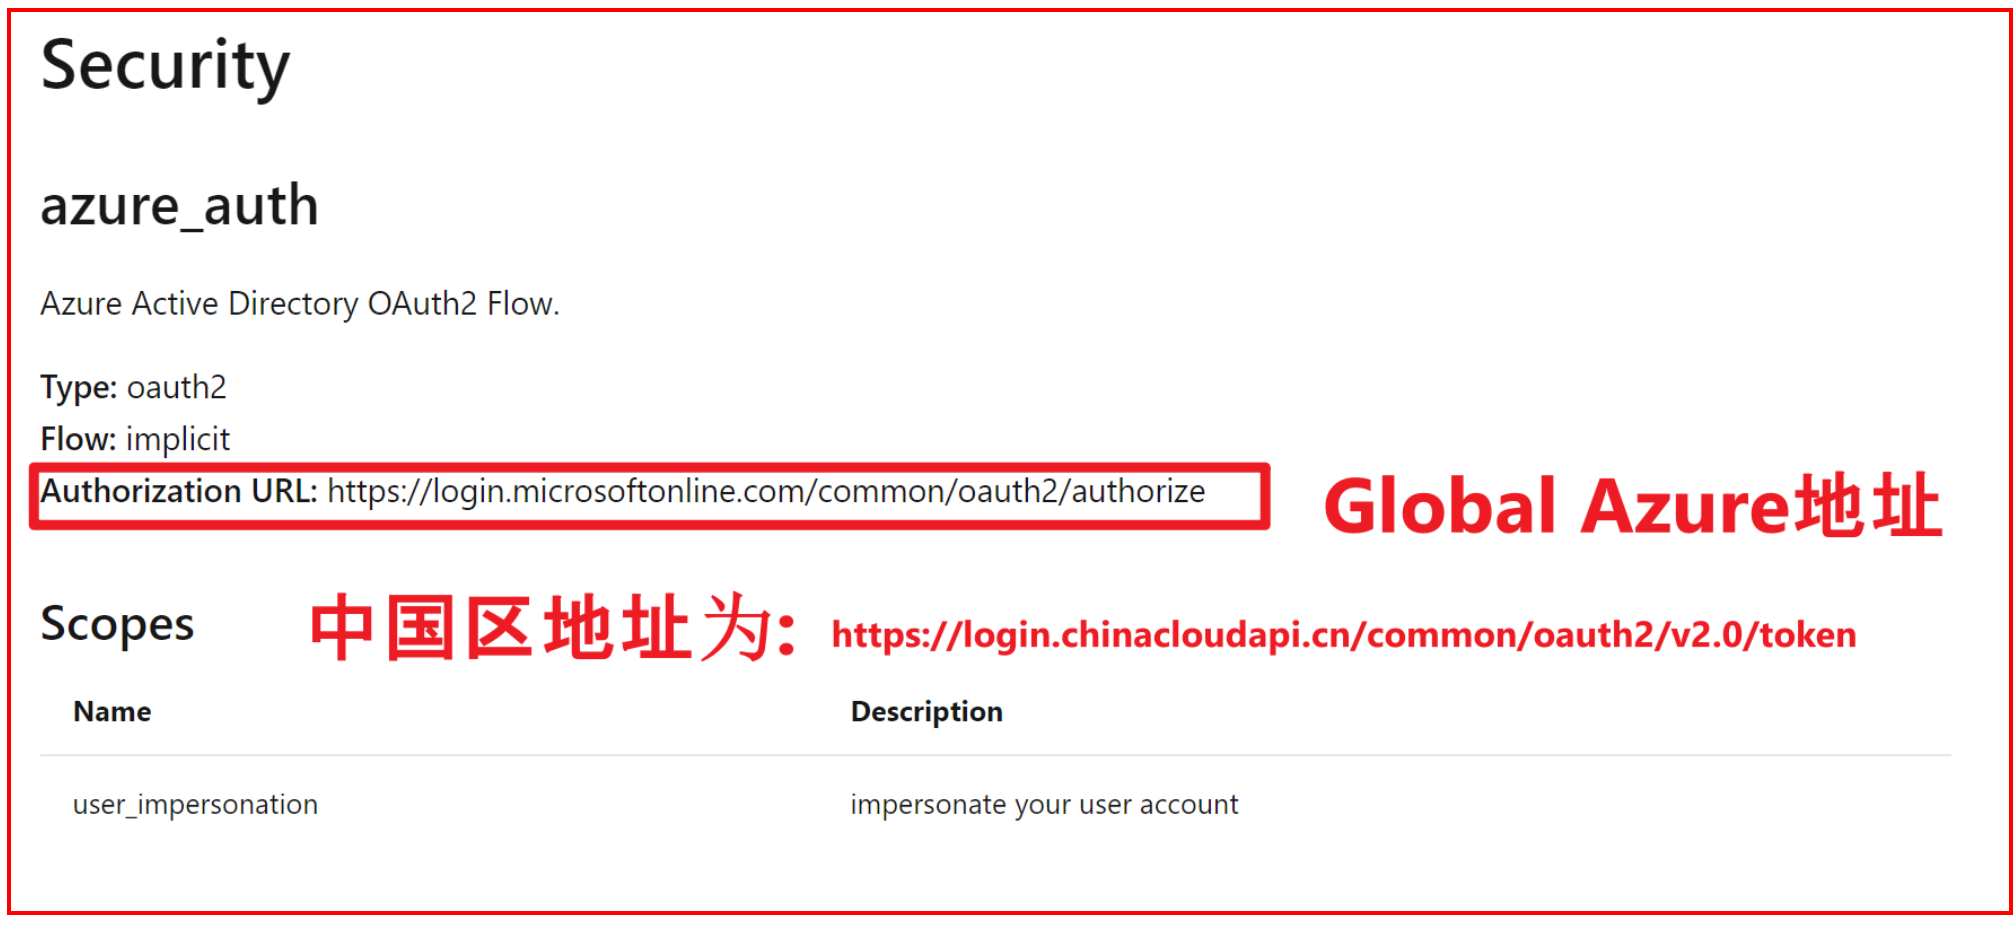 Security
azure_auth
Azure Active Directory OAuth2 Flow.
Type: oauth2
Flow: implicit
Authorization URL: https://login.microsoftonline.com/common/oauth2/authorize
Global Azure地址
Scopes
中国区地址为: https://login.chinacloudapi.cn/common/oauth2/v2.0/token
Name Description
user_impersonation impersonate your user account